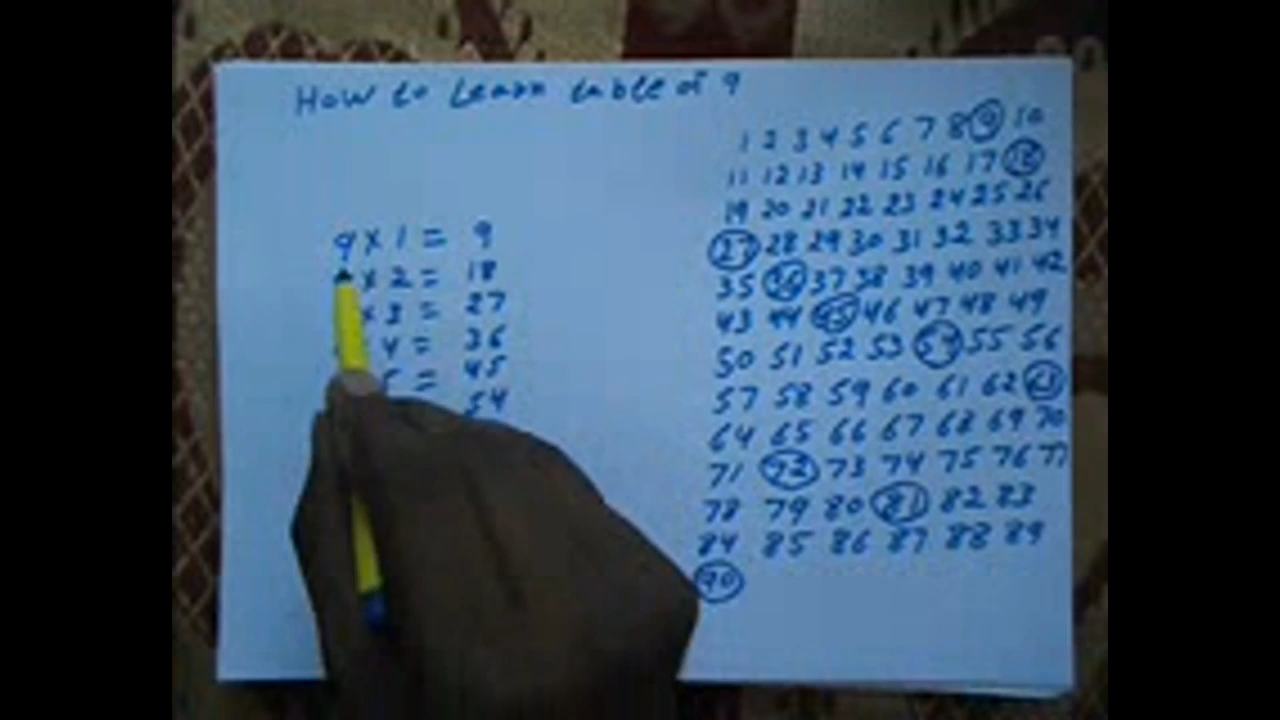 How to Learn table of 9
9 x 1 = 9
x 2 = 18
x 3 = 27
4 = 36
5 = 45
54
1 2 3 4 5 6 7 8 9 10
11 12 13 14 15 16 17 18
19 20 21 22 23 24 25 26
27 28 29 30 31 32 33 34
35 36 37 38 39 40 41 42
43 44 45 46 47 48 49
50 51 52 53 54 55 56
57 58 59 60 61 62 63
64 65 66 67 68 69 70
71 72 73 74 75 76 77
78 79 80 81 82 83
84 85 86 87 88 89
90